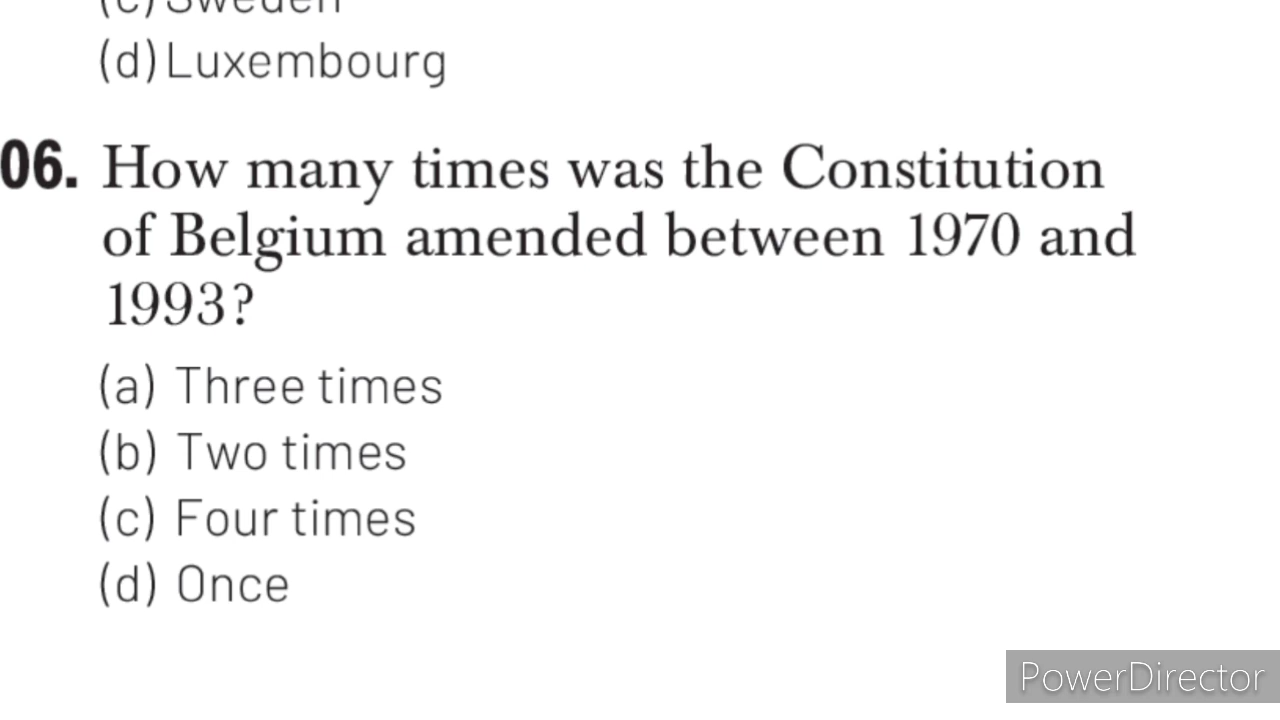 (c) Sweden
(d) Luxembourg
06. How many times was the Constitution
of Belgium amended between 1970 and
1993?
(a) Three times
(b) Two times
(c) Four times
(d) Once
PowerDirector